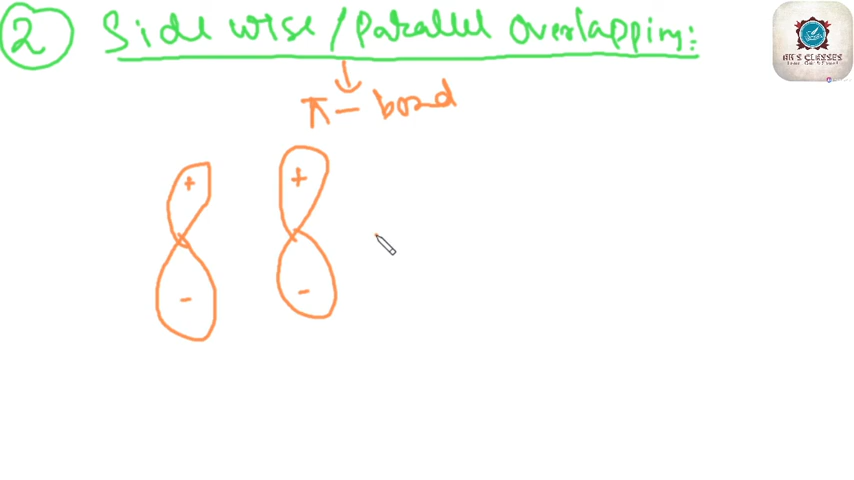 2 Side wise / Parallel Overlapping:
π - bond
+ +
- -